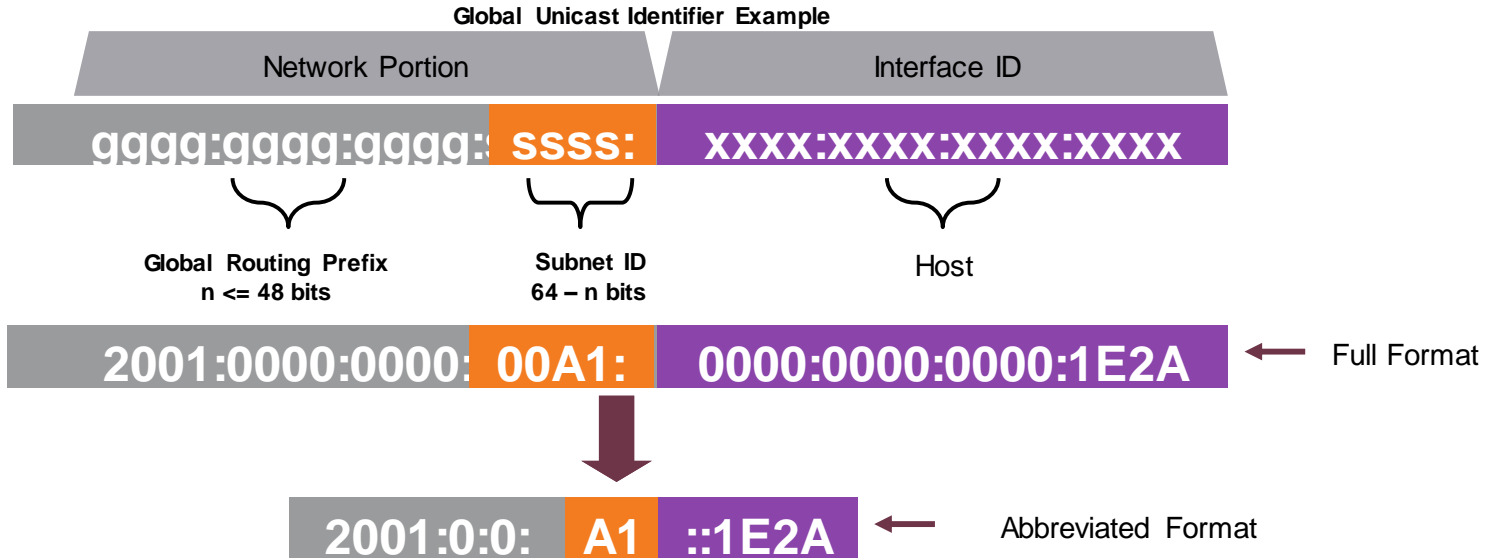 Global Unicast Identifier Example
Network Portion Interface ID
gggg:gggg:gggg: ssss: xxxx:xxxx:xxxx:xxxx
Global Routing Prefix
n <= 48 bits
Subnet ID
64 – n bits
Host
2001:0000:0000: 00A1: 0000:0000:0000:1E2A
Full Format
2001:0:0: A1 ::1E2A
Abbreviated Format